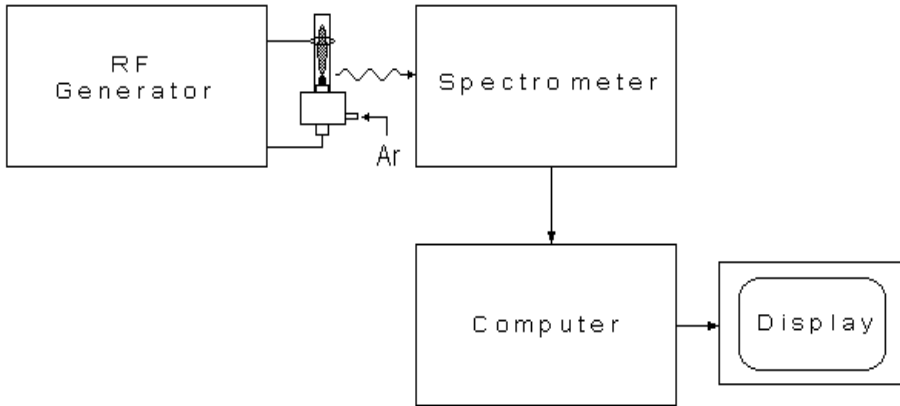 RF
Generator
Spectrometer
Ar
Computer
Display